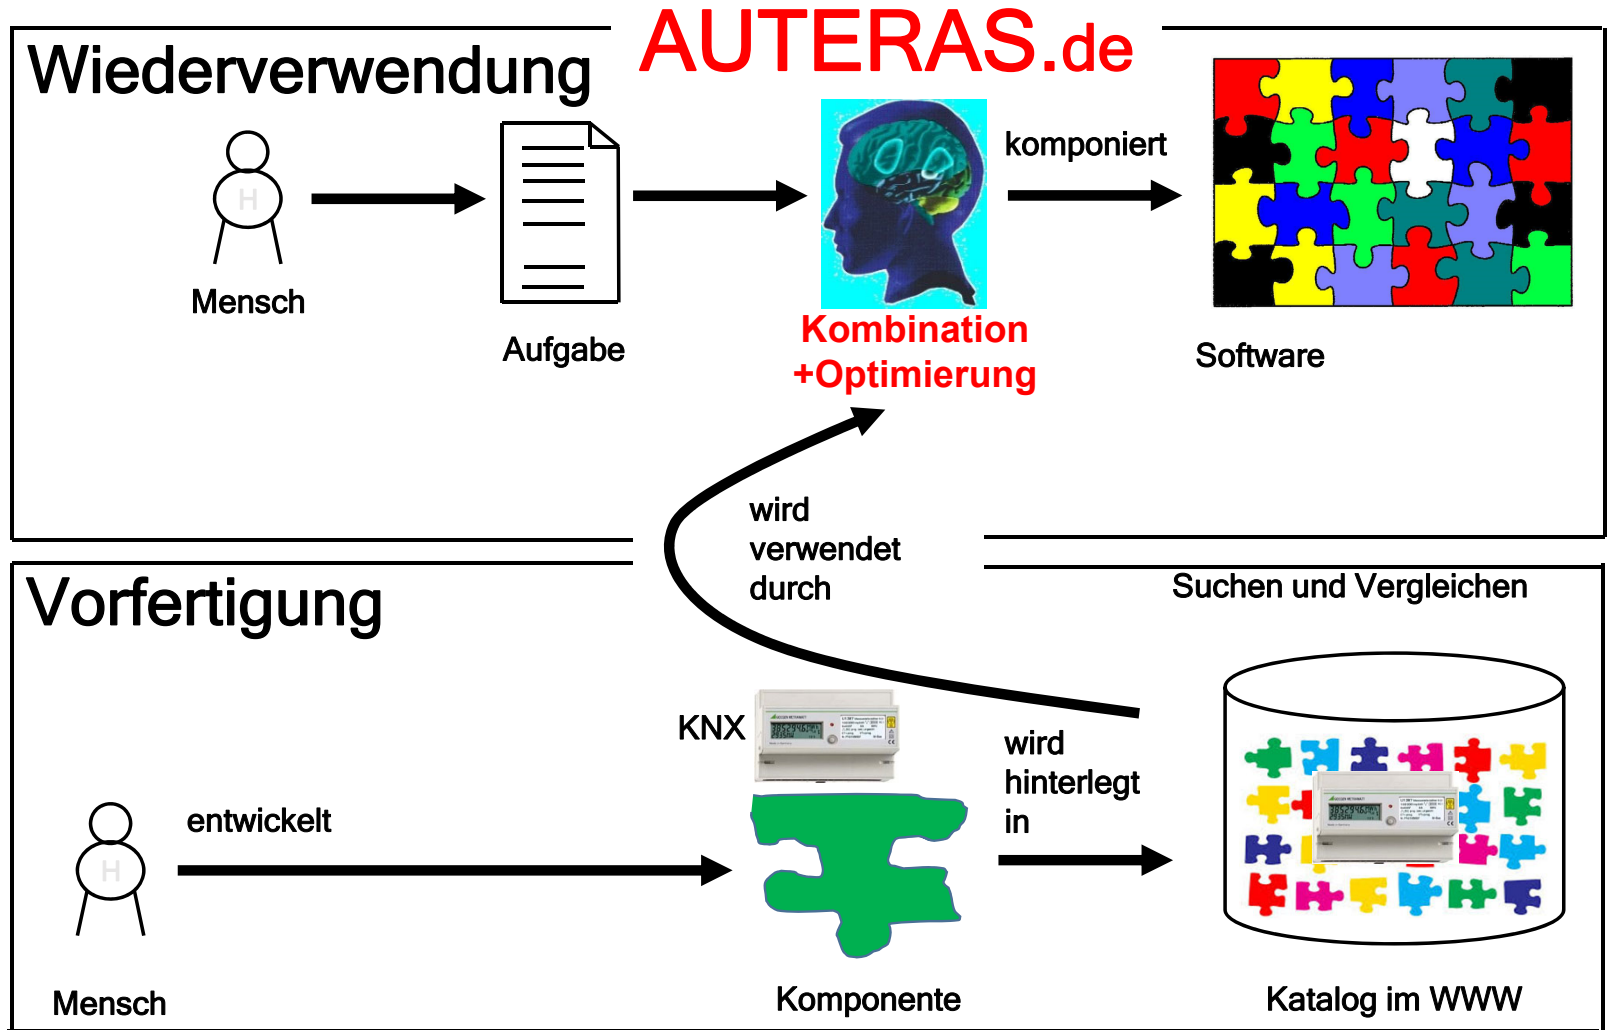 AUTERAS.de
Wiederverwendung
komponiert
H
Mensch
Aufgabe
Kombination
+Optimierung
Software
wird
verwendet
durch
Vorfertigung
Suchen und Vergleichen
KNX
wird
hinterlegt
in
entwickelt
H
Mensch
Komponente
Katalog im WWW